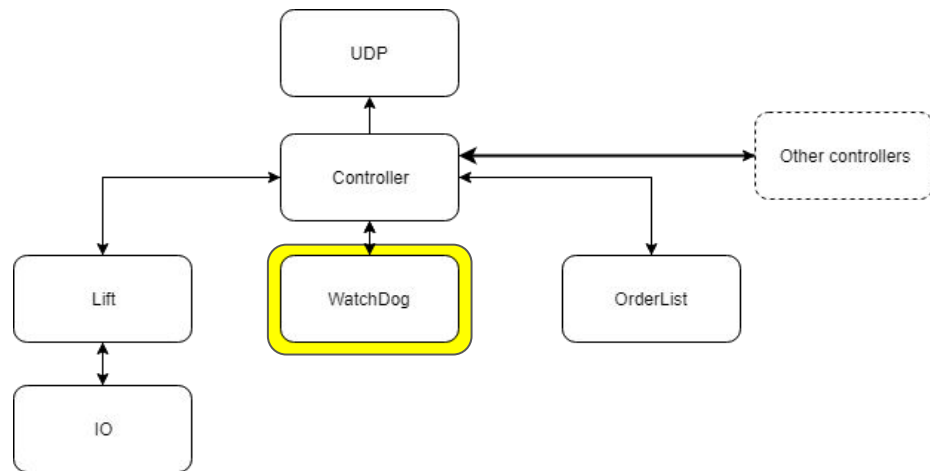 UDP
Controller
Other controllers
Lift
WatchDog
OrderList
IO